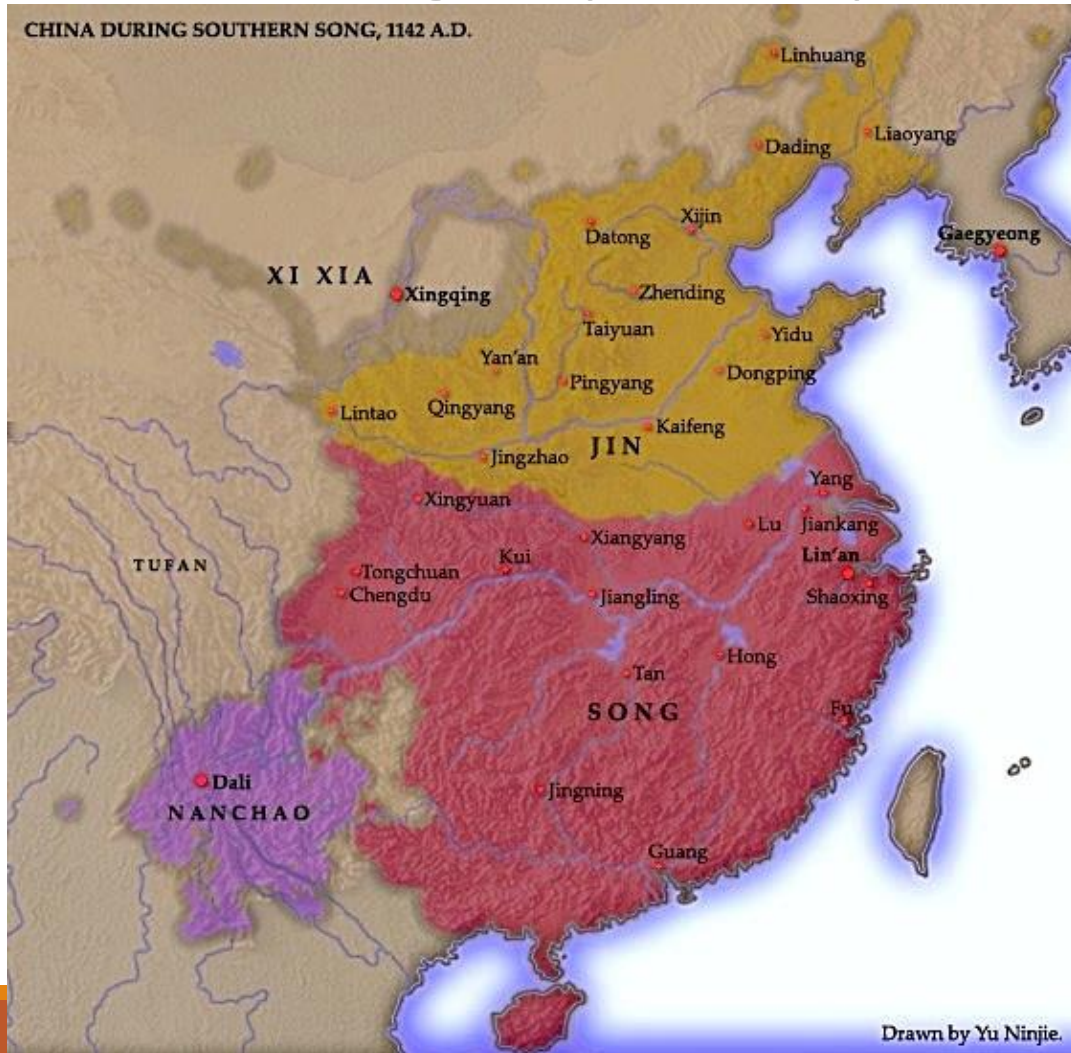 CHINA DURING SOUTHERN SONG, 1142 A.D.
Linhuang
Liaoyang
Dading
Xijin
Datong
Gaegyeong
XI XIA
Xingqing
Zhending
Taiyuan
Yidu
Yan'an
Pingyang
Dongping
Lintao
Qingyang
Kaifeng
JIN
Jingzhao
Xingyuan
Yang
Lu
Jiankang
Xiangyang
Lin'an
Kui
TUFAN
Tongchuan
Chengdu
Jiangling
Shaoxing
Hong
Tan
SONG
Fu
Dali
Jingning
NANCHAO
Guang
Drawn by Yu Ninjie.